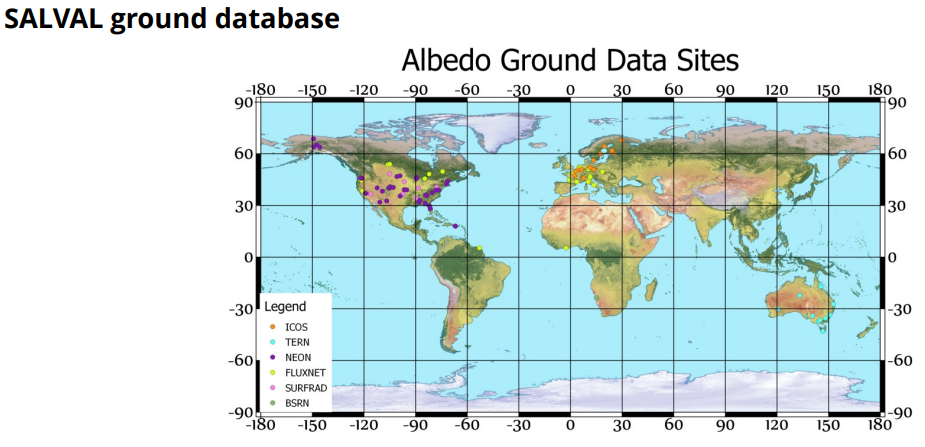 SALVAL ground database
Albedo Ground Data Sites
-180 -150 -120 -90 -60 -30 0 30 60 90 120 150 180
90 90
60 60
30 30
0 0
-30 -30
-60 -60
-90 -90
Legend
ICOS
TERN
NEON
FLUXNET
SURFRAD
BSRN
-180 -150 -120 -90 -60 -30 0 30 60 90 120 150 180